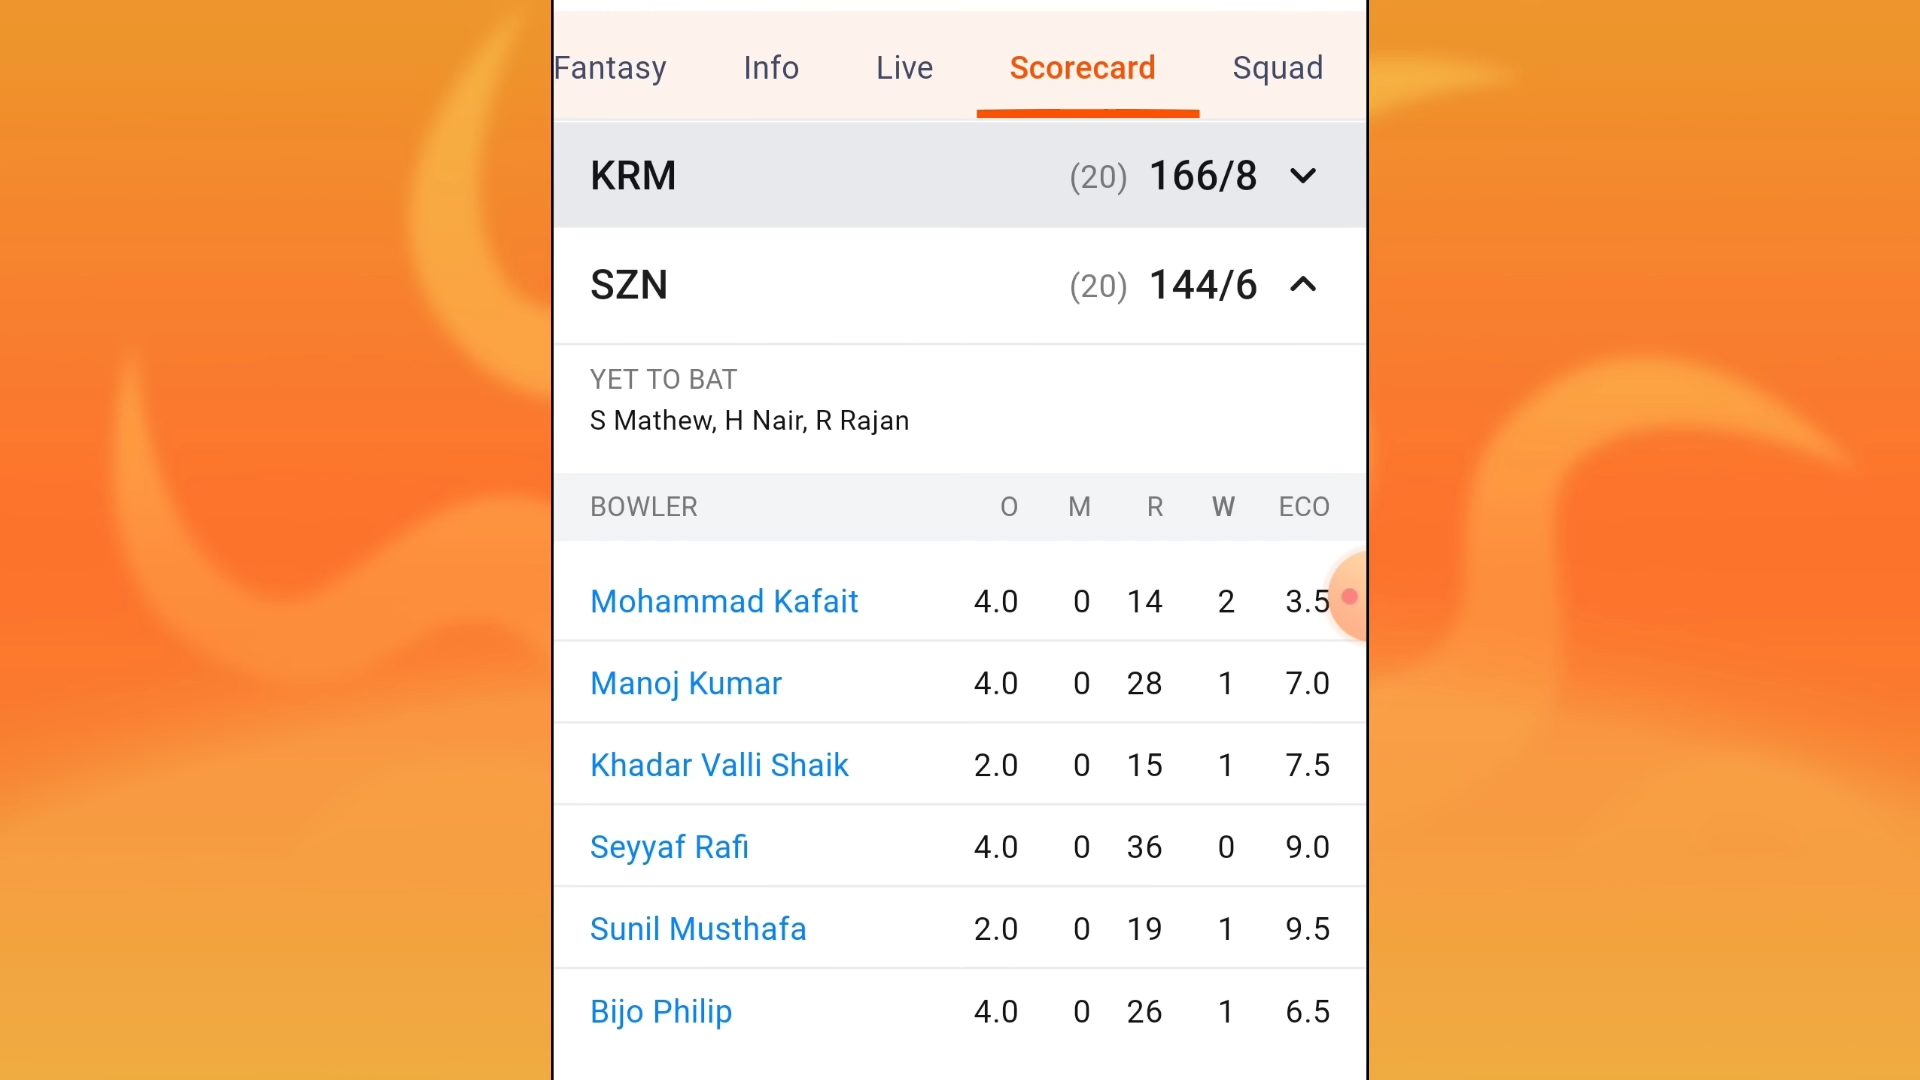 Fantasy Info Live Scorecard Squad
KRM (20) 166/8
SZN (20) 144/6
YET TO BAT
S Mathew, H Nair, R Rajan
BOWLER O M R W ECO
Mohammad Kafait 4.0 0 14 2 3.5
Manoj Kumar 4.0 0 28 1 7.0
Khadar Valli Shaik 2.0 0 15 1 7.5
Seyyaf Rafi 4.0 0 36 0 9.0
Sunil Musthafa 2.0 0 19 1 9.5
Bijo Philip 4.0 0 26 1 6.5